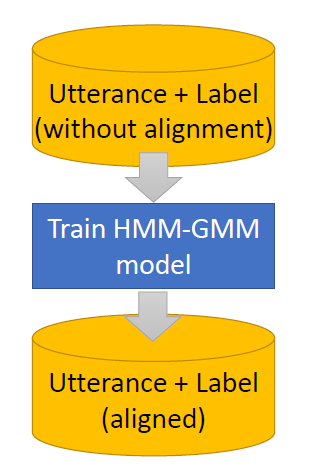 Utterance + Label
(without alignment)
Train HMM-GMM
model
Utterance + Label
(aligned)